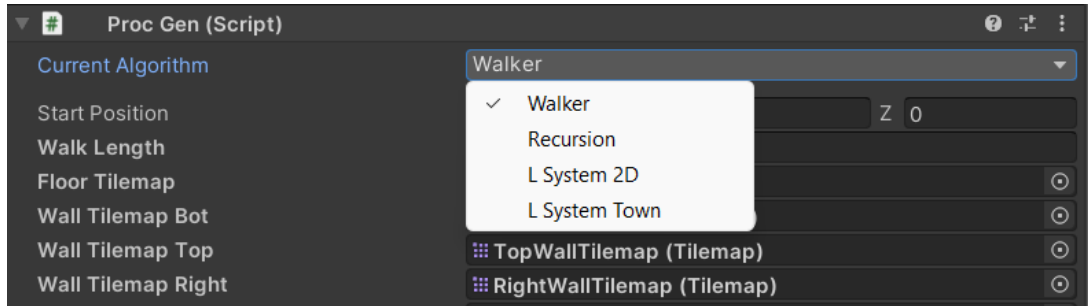 # Proc Gen (Script)
Current Algorithm Walker
✓ Walker
Start Position Z 0
Recursion
Walk Length
L System 2D
Floor Tilemap
L System Town
Wall Tilemap Bot )
Wall Tilemap Top TopWallTilemap (Tilemap)
Wall Tilemap Right RightWallTilemap (Tilemap)